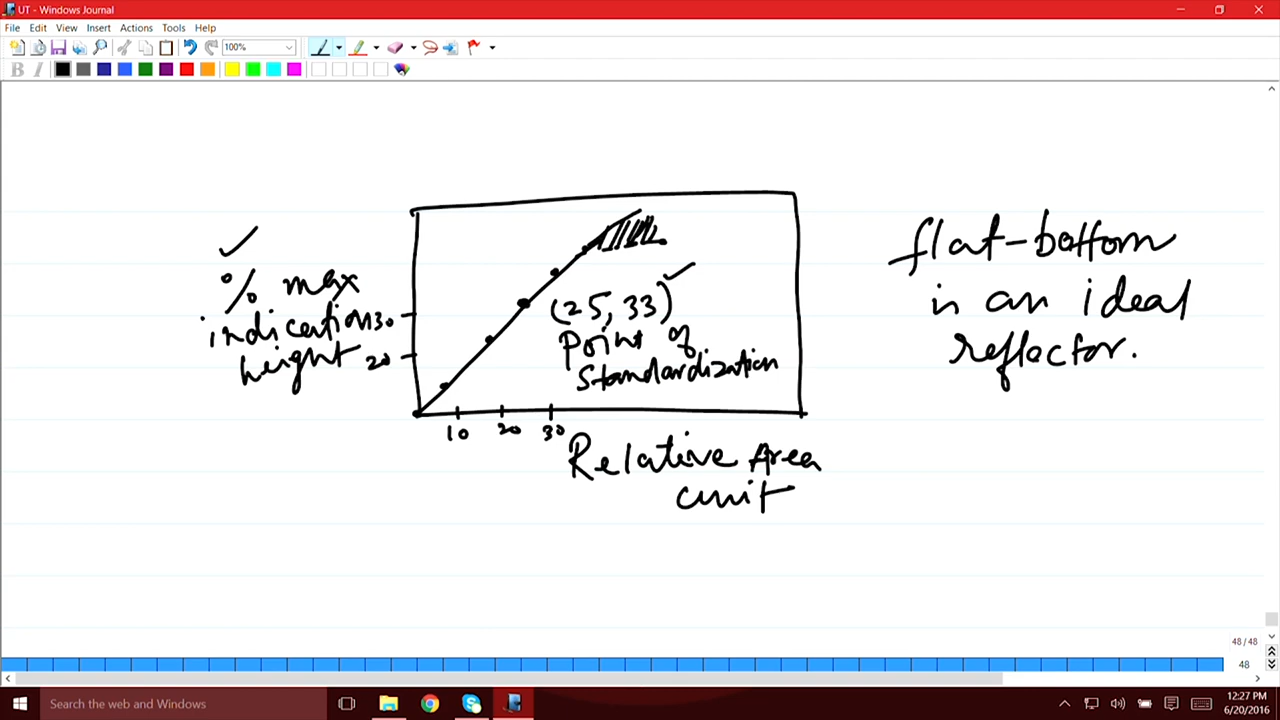 UT - Windows Journal
File Edit View Insert Actions Tools Help
100%
B I
% max
indication
height
30
20
(25, 33)
Point of
Standardization
10 20 30
Relative Area
unit
flat-bottom
is an ideal
reflector.
48 / 48
48
Search the web and Windows
12:27 PM
6/20/2016